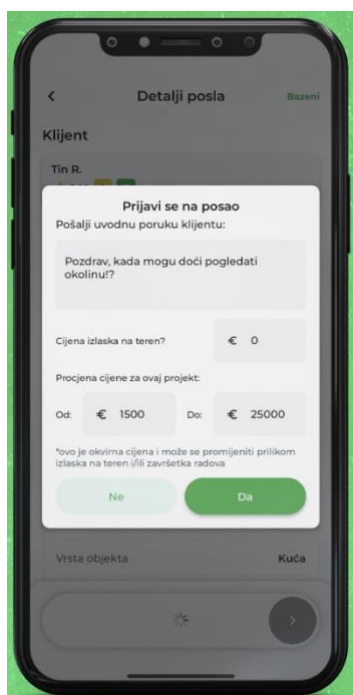 Detalji posla
Bazeni
Klijent
Tin R.
Prijavi se na posao
Pošalji uvodnu poruku klijentu:
Pozdrav, kada mogu doći pogledati
okolinu!?
Cijena izlaska na teren?
€ 0
Procjena cijene za ovaj projekt:
Od: € 1500 Do: € 25000
*ovo je okvirna cijena i može se promijeniti prilikom
izlaska na teren i/ili završetka radova
Ne
Da
Vrsta objekta
Kuća